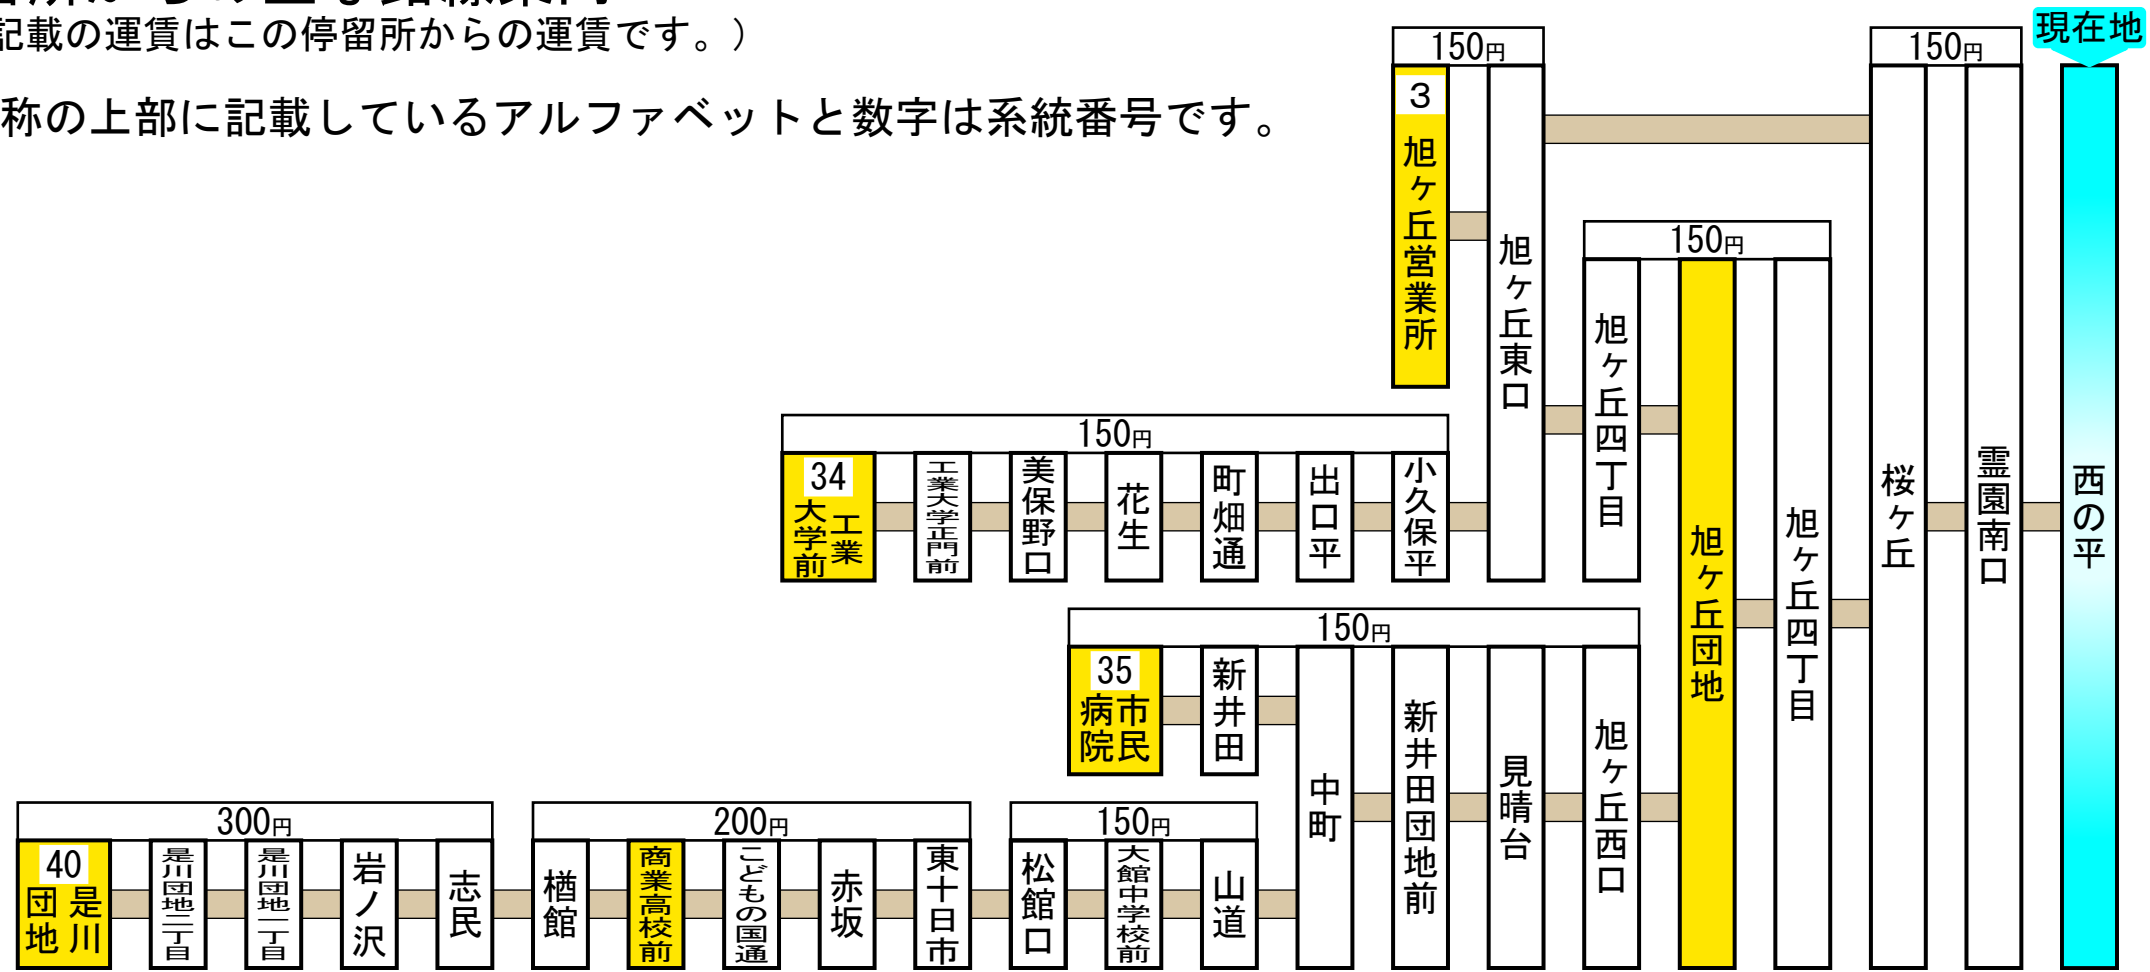 記載の運賃はこの停留所からの運賃です。）
称の上部に記載しているアルファベットと数字は系統番号です。
現在地
150円
150円
3
旭ヶ丘営業所
旭ヶ丘東口
桜ヶ丘
霊園南口
西の平
150円
旭ヶ丘四丁目
旭ヶ丘団地
旭ヶ丘四丁目
150円
34
工業
大学前
工業大学正門前
美保野口
花生
町畑通
出口平
小久保平
150円
35
市民
病院
新井田
中町
新井田団地前
見晴台
旭ヶ丘西口
300円
200円
150円
40
是川
団地
是川団地二丁目
是川団地一丁目
岩ノ沢
志民
楢館
商業高校前
こどもの国通
赤坂
東十日市
松館口
大館中学校前
山道